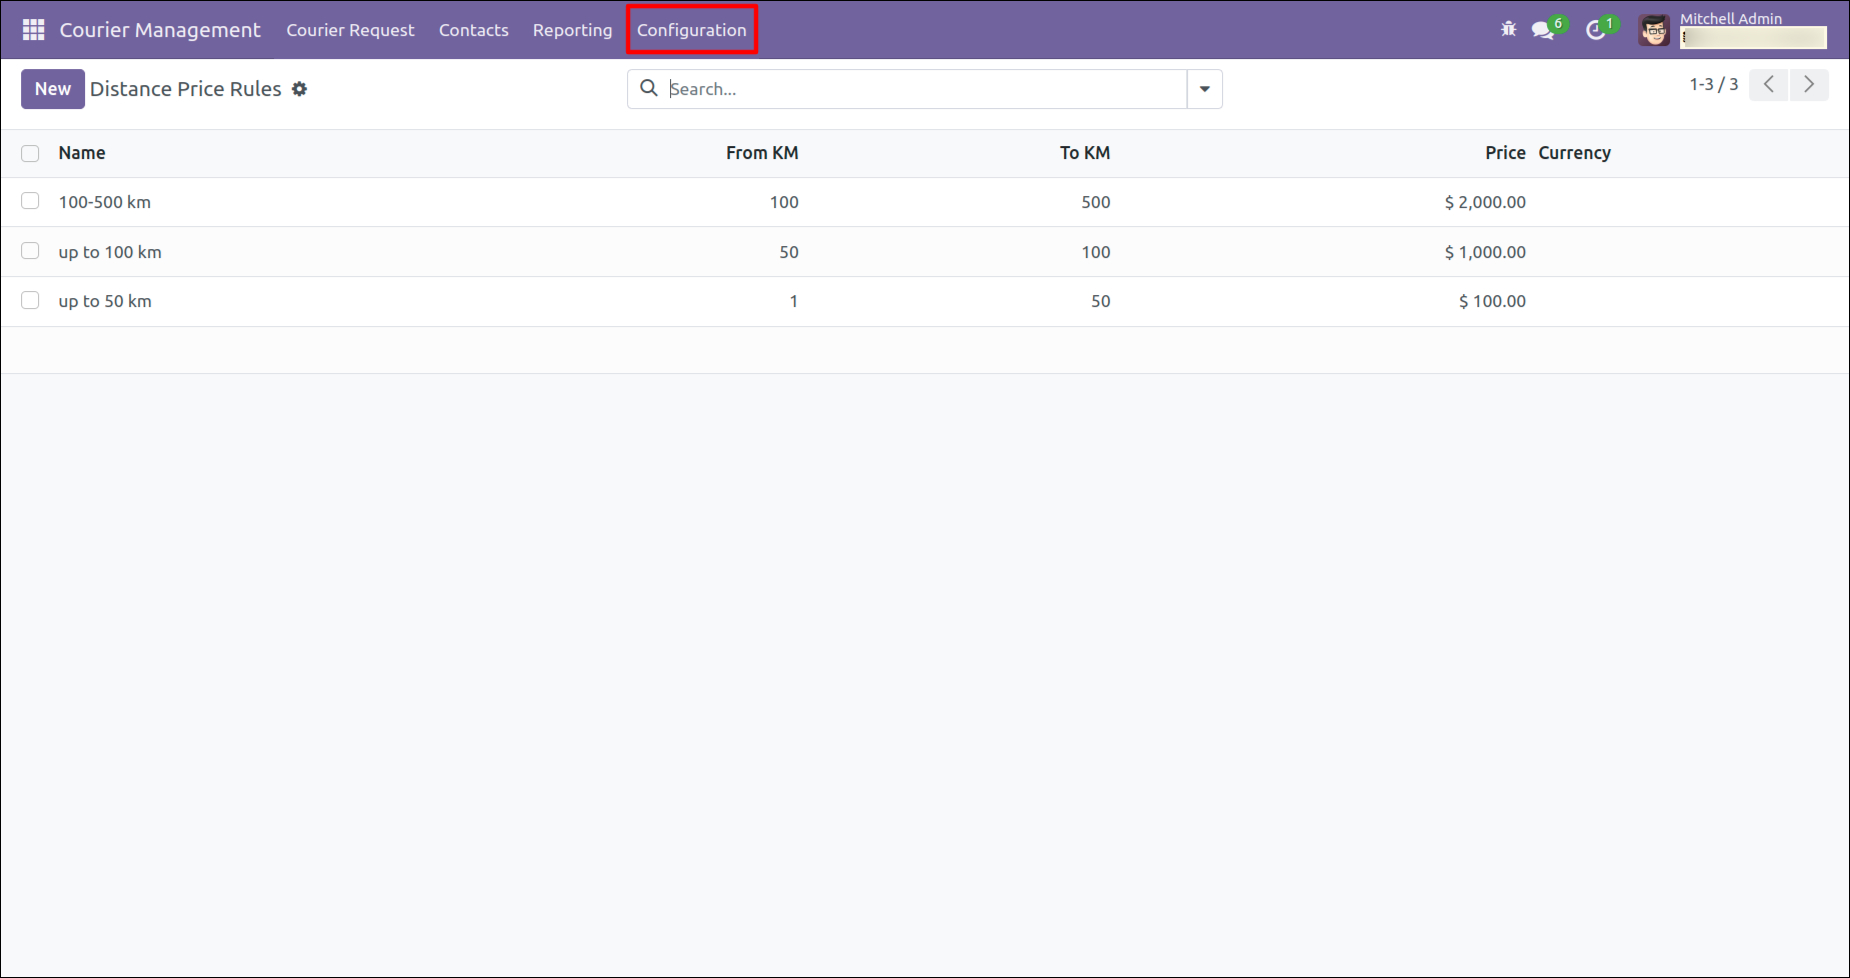 Courier Management Courier Request Contacts Reporting Configuration 6 1 Mitchell Admin
New Distance Price Rules Search... 1-3 / 3
Name From KM To KM Price Currency
100-500 km 100 500 $ 2,000.00
up to 100 km 50 100 $ 1,000.00
up to 50 km 1 50 $ 100.00